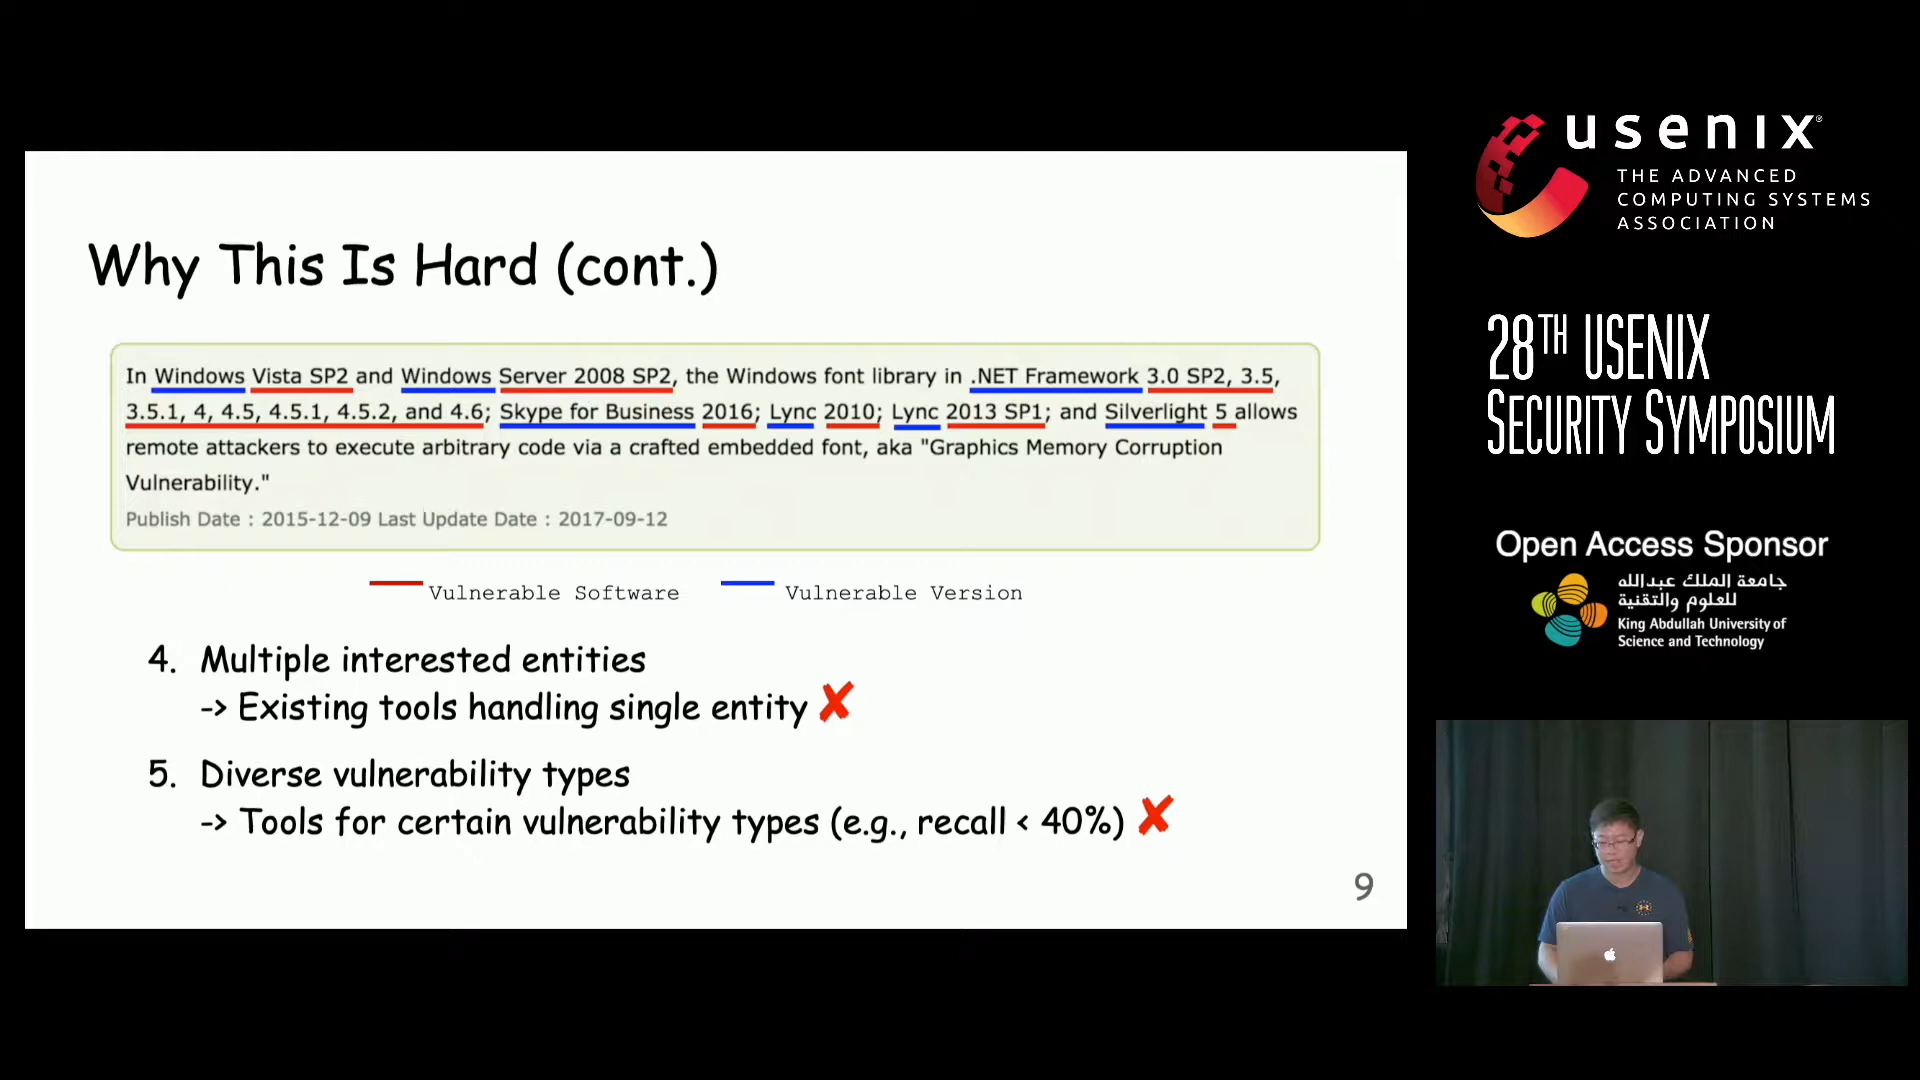 Why This Is Hard (cont.)
In Windows Vista SP2 and Windows Server 2008 SP2, the Windows font library in .NET Framework 3.0 SP2, 3.5,
3.5.1, 4, 4.5, 4.5.1, 4.5.2, and 4.6; Skype for Business 2016; Lync 2010; Lync 2013 SP1; and Silverlight 5 allows
remote attackers to execute arbitrary code via a crafted embedded font, aka "Graphics Memory Corruption
Vulnerability."
Publish Date : 2015-12-09 Last Update Date : 2017-09-12
Vulnerable Software Vulnerable Version
4. Multiple interested entities
-> Existing tools handling single entity ✘
5. Diverse vulnerability types
-> Tools for certain vulnerability types (e.g., recall < 40%) ✘
9
usenix®
THE ADVANCED
COMPUTING SYSTEMS
ASSOCIATION
28TH USENIX
SECURITY SYMPOSIUM
Open Access Sponsor
جامعة الملك عبدالله
للعلوم والتقنية
King Abdullah University of
Science and Technology